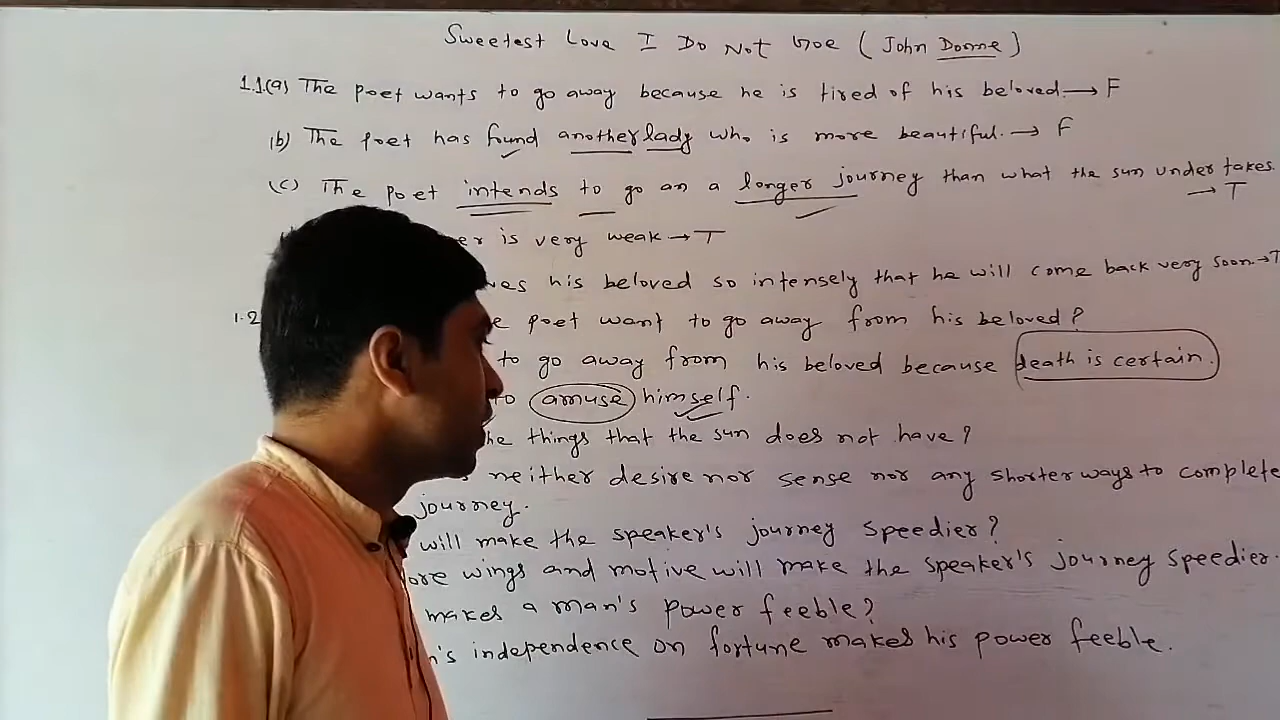 Sweetest Love I Do Not Goe ( John Donne )
1.1(a) The poet wants to go away because he is tired of his beloved. → F
(b) The poet has found another lady who is more beautiful. → F
(c) The poet intends to go on a longer journey than what the sun undertakes.
→ T
is very weak → T
his beloved so intensely that he will come back very soon. → T
1.2 poet want to go away from his beloved?
to go away from his beloved because death is certain.
to amuse himself.
things that the sun does not have?
neither desire nor sense nor any shorter ways to complete
journey.
will make the speaker's journey speedier?
wings and motive will make the speaker's journey speedier.
makes a man's power feeble?
independence on fortune makes his power feeble.